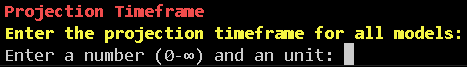 Projection Timeframe
Enter the projection timeframe for all models:
Enter a number (0-∞) and an unit: